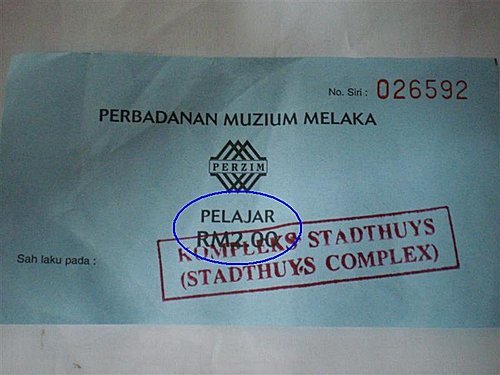 No. Siri : 026592
PERBADANAN MUZIUM MELAKA
PERZIM
PELAJAR
RM2.00
KOMPLEKS STADTHUYS
(STADTHUYS COMPLEX)
Sah laku pada :